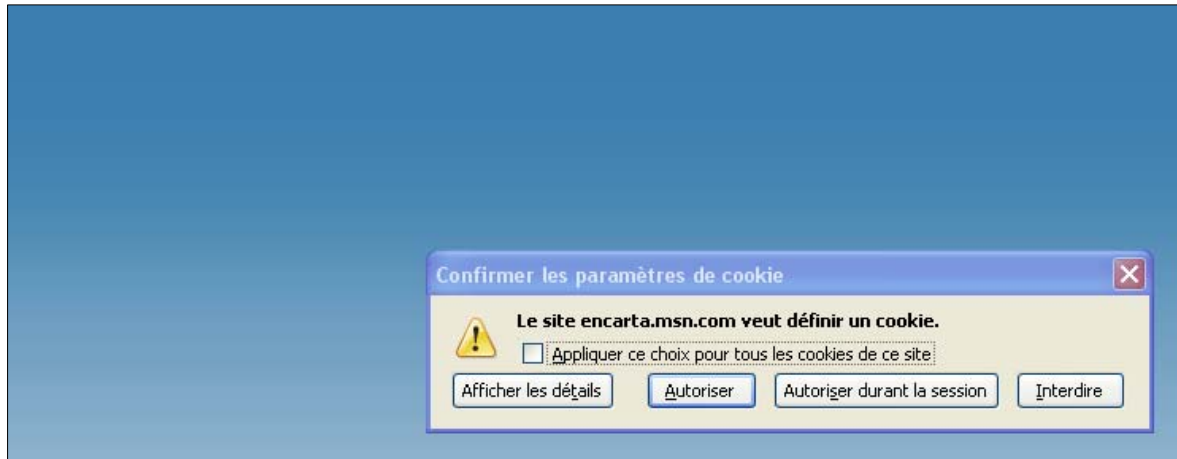 Confirmer les paramètres de cookie
Le site encarta.msn.com veut définir un cookie.
Appliquer ce choix pour tous les cookies de ce site
Afficher les détails Autoriser Autoriser durant la session Interdire